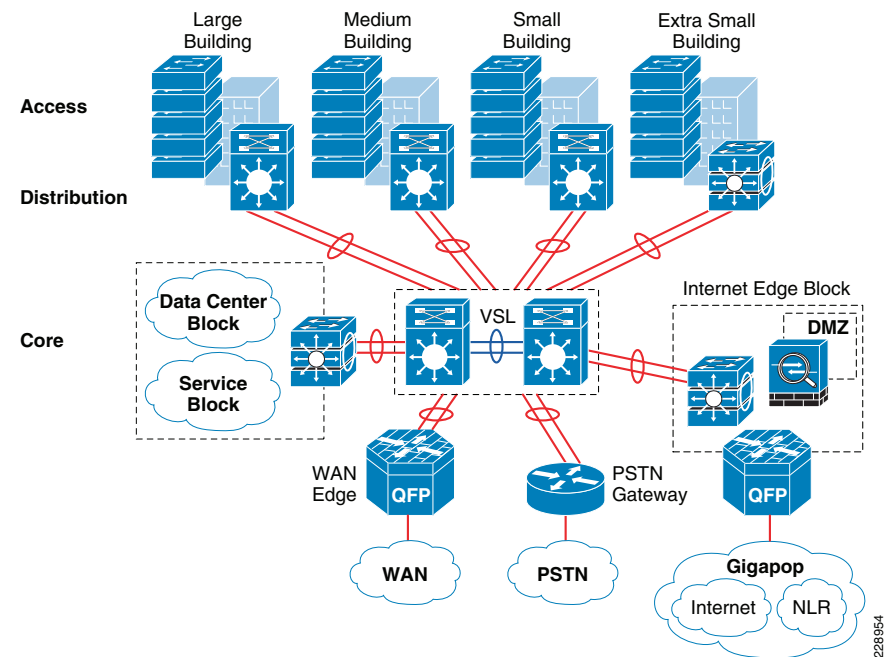 Large
Building
Medium
Building
Small
Building
Extra Small
Building
Access
Distribution
Core
Data Center
Block
Service
Block
VSL
Internet Edge Block
DMZ
WAN
Edge
QFP
PSTN
Gateway
QFP
WAN
PSTN
Gigapop
Internet
NLR
228954